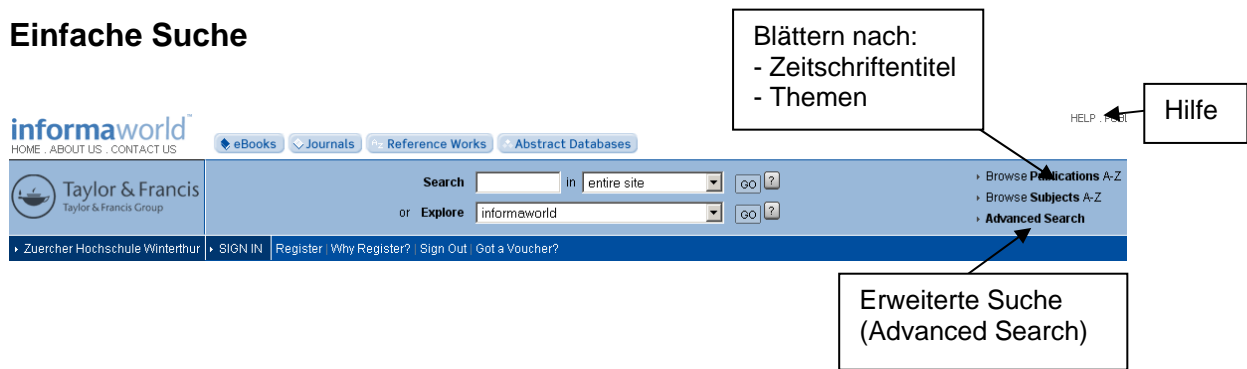 Einfache Suche
Blättern nach:
- Zeitschriftentitel
- Themen
Hilfe
HELP .
informaworld™
HOME . ABOUT US . CONTACT US
eBooks
Journals
Reference Works
Abstract Databases
Taylor & Francis
Taylor & Francis Group
Search in entire site GO ?
or Explore informaworld GO ?
Browse Publications A-Z
Browse Subjects A-Z
Advanced Search
Zuercher Hochschule Winterthur
SIGN IN
Register | Why Register? | Sign Out | Got a Voucher?
Erweiterte Suche
(Advanced Search)